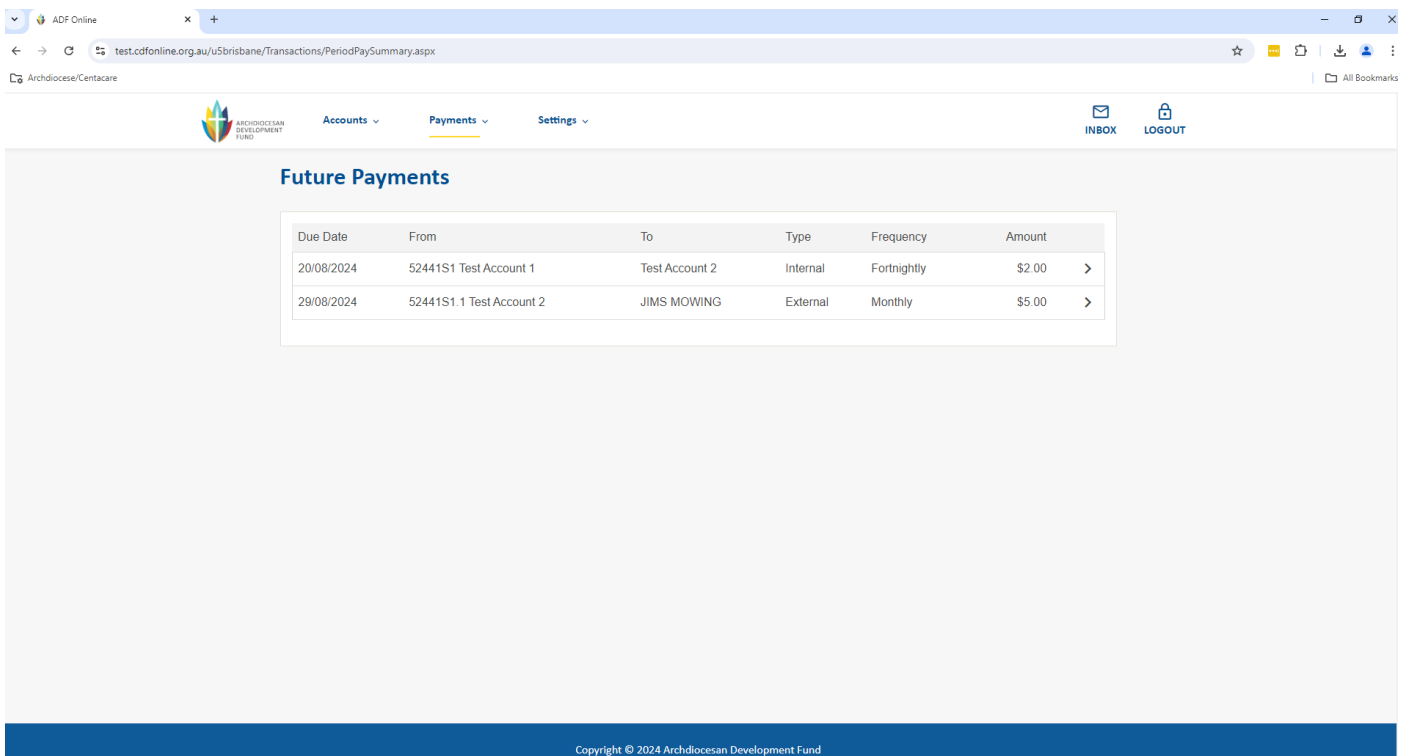 ADF Online
test.cdfonline.org.au/u5brisbane/Transactions/PeriodPaySummary.aspx
Archdiocese/Centacare All Bookmarks
ARCHDIOCESAN
DEVELOPMENT
FUND
Accounts Payments Settings
INBOX LOGOUT
Future Payments
Due Date From To Type Frequency Amount
20/08/2024 52441S1 Test Account 1 Test Account 2 Internal Fortnightly $2.00
29/08/2024 52441S1.1 Test Account 2 JIMS MOWING External Monthly $5.00
Copyright © 2024 Archdiocesan Development Fund